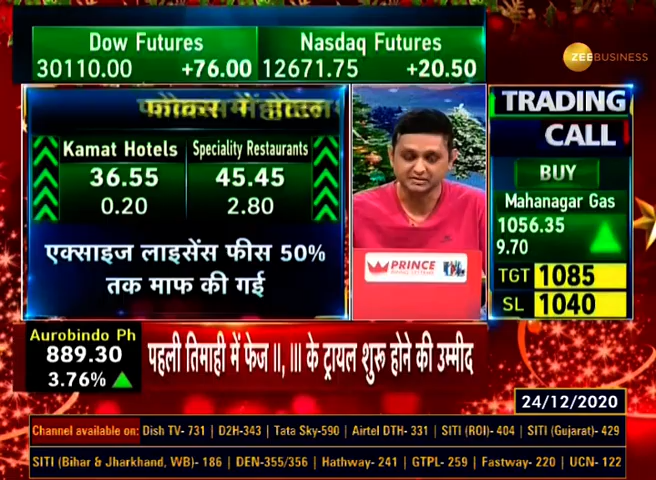 Dow Futures
30110.00 +76.00
Nasdaq Futures
12671.75 +20.50
ZEE BUSINESS
फोकस में होटल
Kamat Hotels
36.55
0.20
Speciality Restaurants
45.45
2.80
एक्साइज लाइसेंस फीस 50%
तक माफ की गई
PRINCE
TRADING
CALL
BUY
Mahanagar Gas
1056.35
9.70
TGT 1085
SL 1040
Aurobindo Ph
889.30
3.76%
पहली तिमाही में फेज II, III के ट्रायल शुरू होने की उम्मीद
24/12/2020
Channel available on: Dish TV- 731 | D2H-343 | Tata Sky-590 | Airtel DTH- 331 | SITI (ROI)- 404 | SITI (Gujarat)- 429
SITI (Bihar & Jharkhand, WB)- 186 | DEN-355/356 | Hathway- 241 | GTPL- 259 | Fastway- 220 | UCN- 122